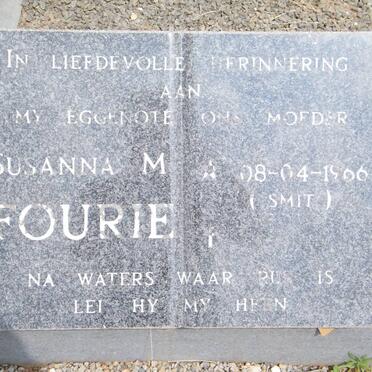 IN LIEFDEVOLLE HERINNERING
AAN
MY EGGENOTE ONS MOEDER
SUSANNA M A 08-04-1966
(SMIT)
FOURIE
NA WATERS WAAR RUS IS
LEI HY MY HEEN